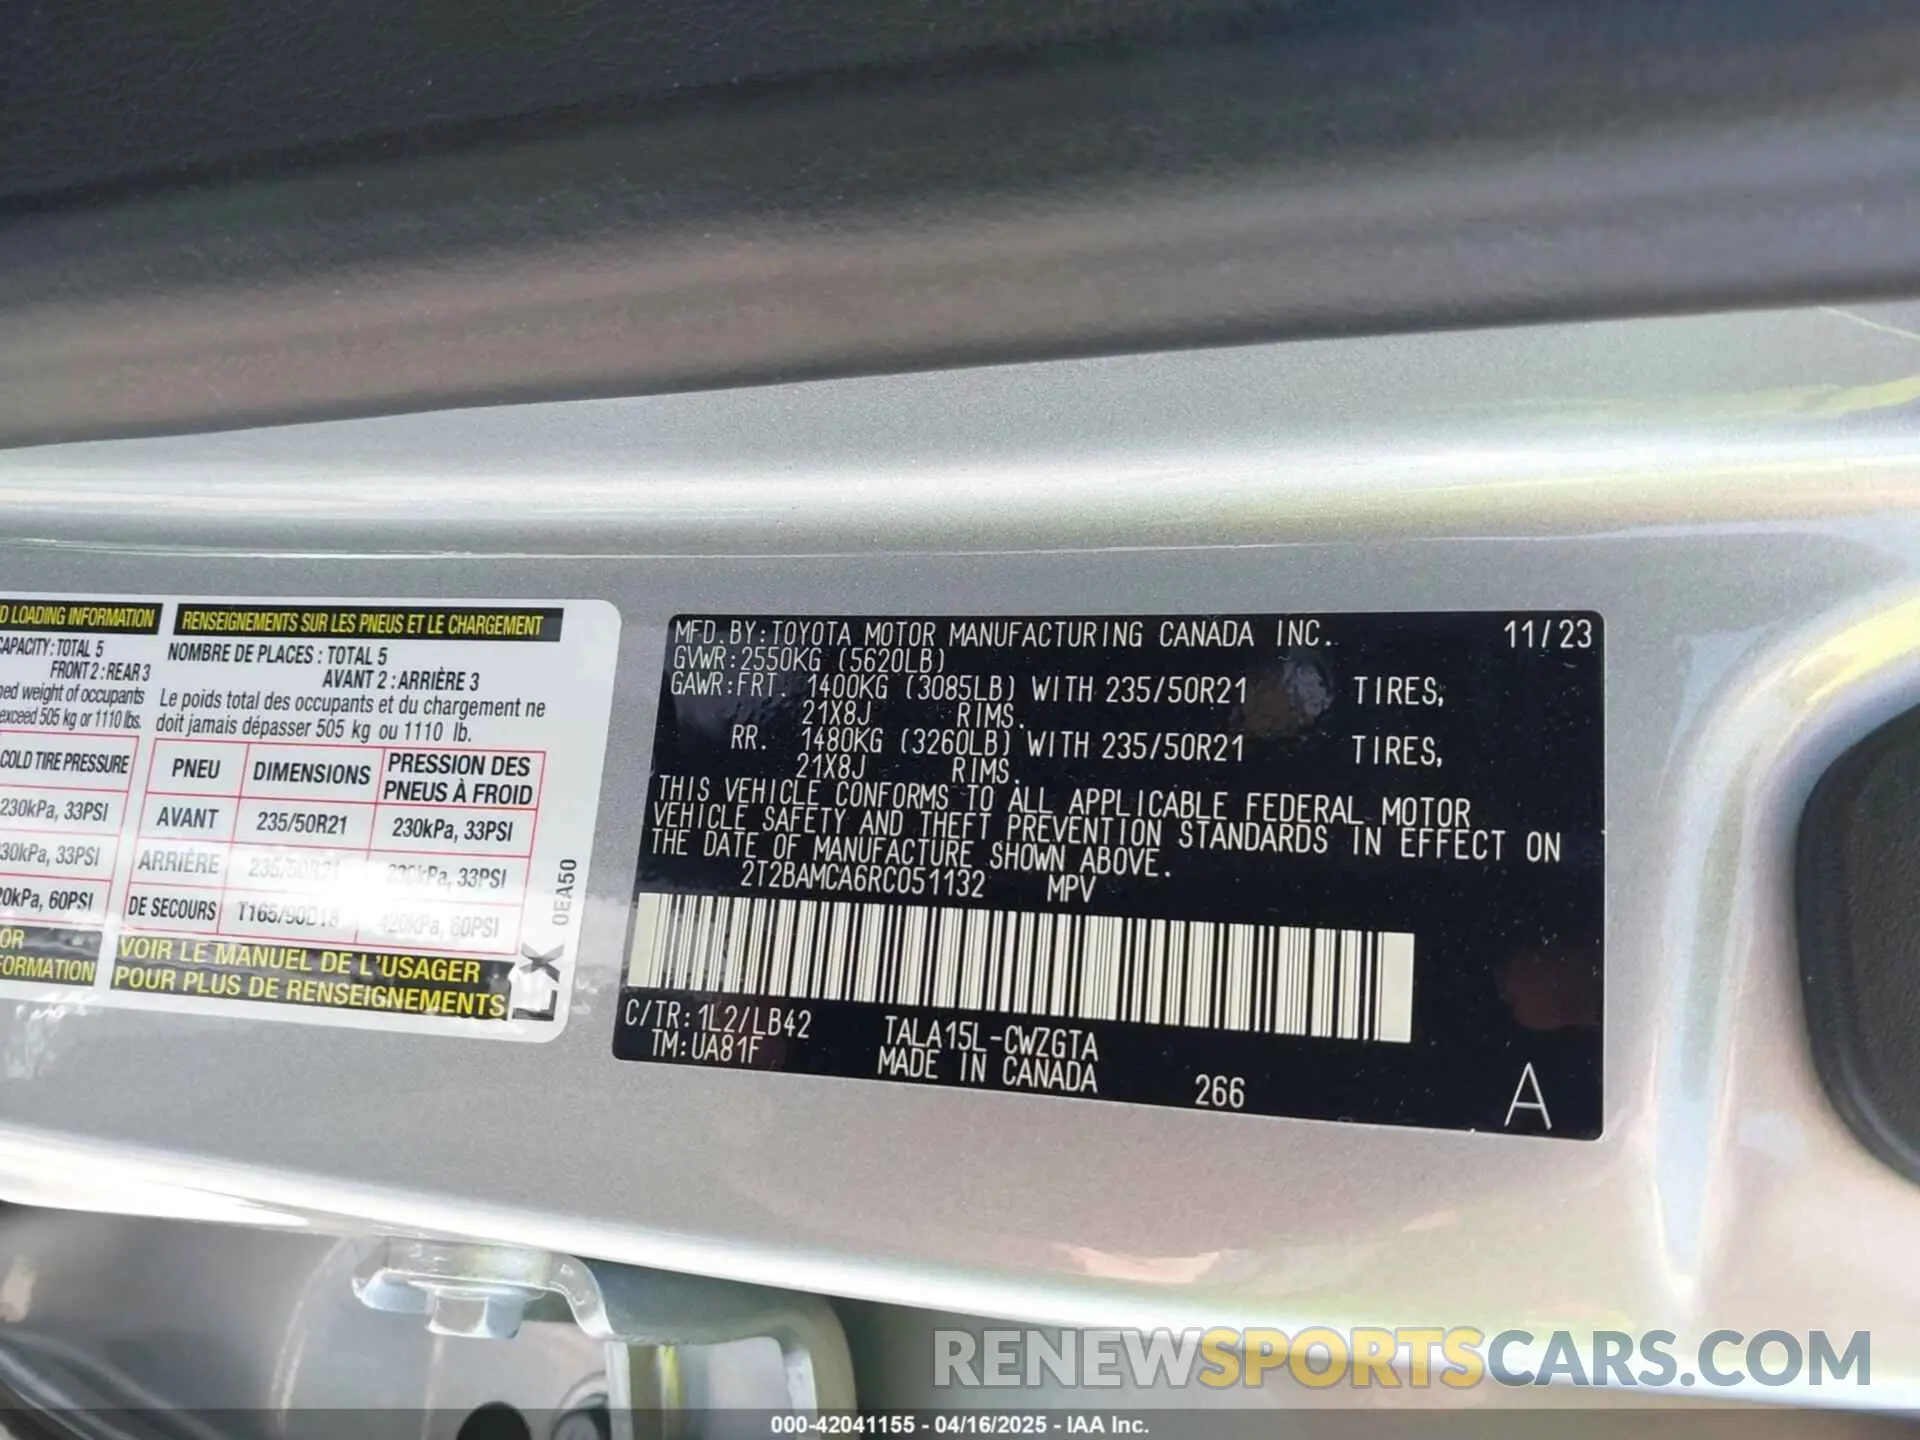 D LOADING INFORMATION
CAPACITY: TOTAL 5
FRONT 2 : REAR 3
weight of occupants
exceed 505 kg or 1110 lbs.
COLD TIRE PRESSURE
230kPa, 33PSI
30kPa, 33PSI
20kPa, 60PSI
OR
FORMATION
RENSEIGNEMENTS SUR LES PNEUS ET LE CHARGEMENT
NOMBRE DE PLACES : TOTAL 5
AVANT 2 : ARRIÈRE 3
Le poids total des occupants et du chargement ne
doit jamais dépasser 505 kg ou 1110 lb.
PNEU DIMENSIONS PRESSION DES
PNEUS À FROID
AVANT 235/50R21 230kPa, 33PSI
ARRIÈRE 235/50R21 230kPa, 33PSI
DE SECOURS T165/90D18 420kPa, 60PSI
VOIR LE MANUEL DE L'USAGER
POUR PLUS DE RENSEIGNEMENTS
LX 0EA50
MFD.BY:TOYOTA MOTOR MANUFACTURING CANADA INC. 11/23
GVWR:2550KG (5620LB)
GAWR:FRT. 1400KG (3085LB) WITH 235/50R21 TIRES,
21X8J RIMS.
RR. 1480KG (3260LB) WITH 235/50R21 TIRES,
21X8J RIMS.
THIS VEHICLE CONFORMS TO ALL APPLICABLE FEDERAL MOTOR
VEHICLE SAFETY AND THEFT PREVENTION STANDARDS IN EFFECT ON
THE DATE OF MANUFACTURE SHOWN ABOVE.
2T2BAMCA6RC051132 MPV
C/TR:1L2/LB42 TALA15L-CWZGTA
TM:UA81F MADE IN CANADA 266 A
RENEWSPORTSCARS.COM
000-42041155 - 04/16/2025 - IAA Inc.